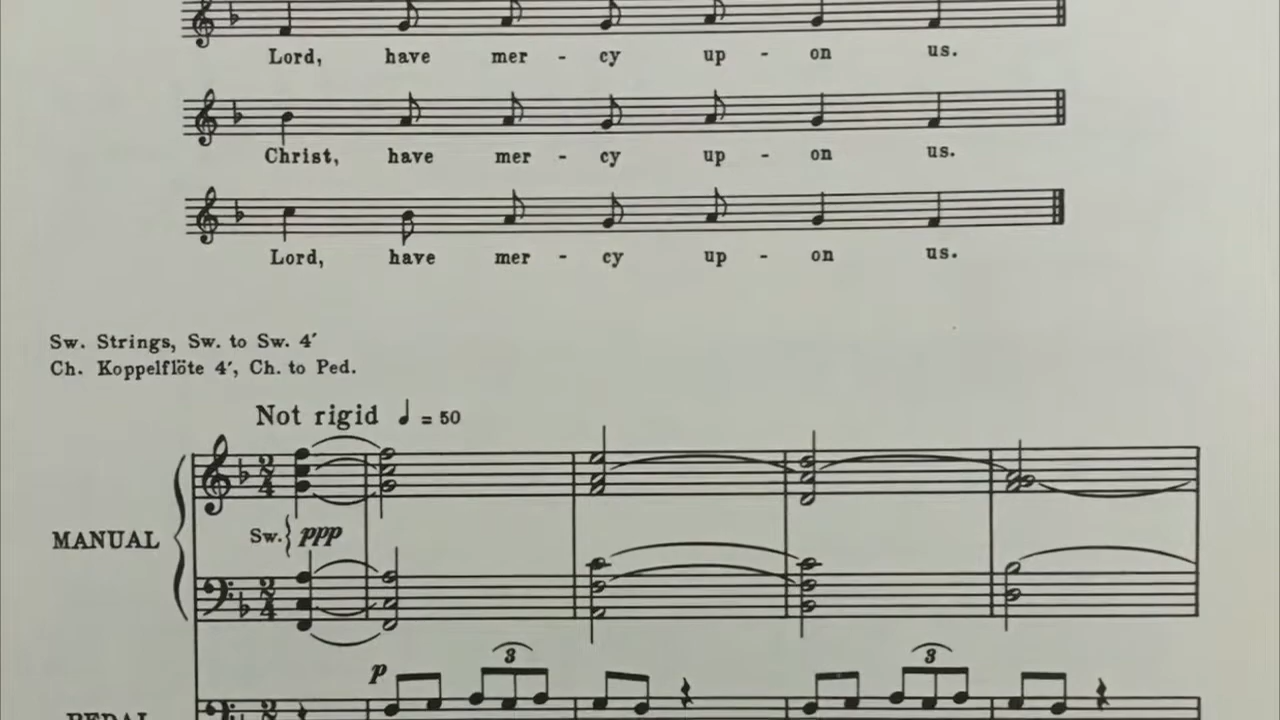 Lord, have mer - cy up - on us.
Christ, have mer - cy up - on us.
Lord, have mer - cy up - on us.
Sw. Strings, Sw. to Sw. 4′
Ch. Koppelflöte 4′, Ch. to Ped.
Not rigid ♩ = 50
MANUAL
Sw. ppp
3 3
p
PEDAL